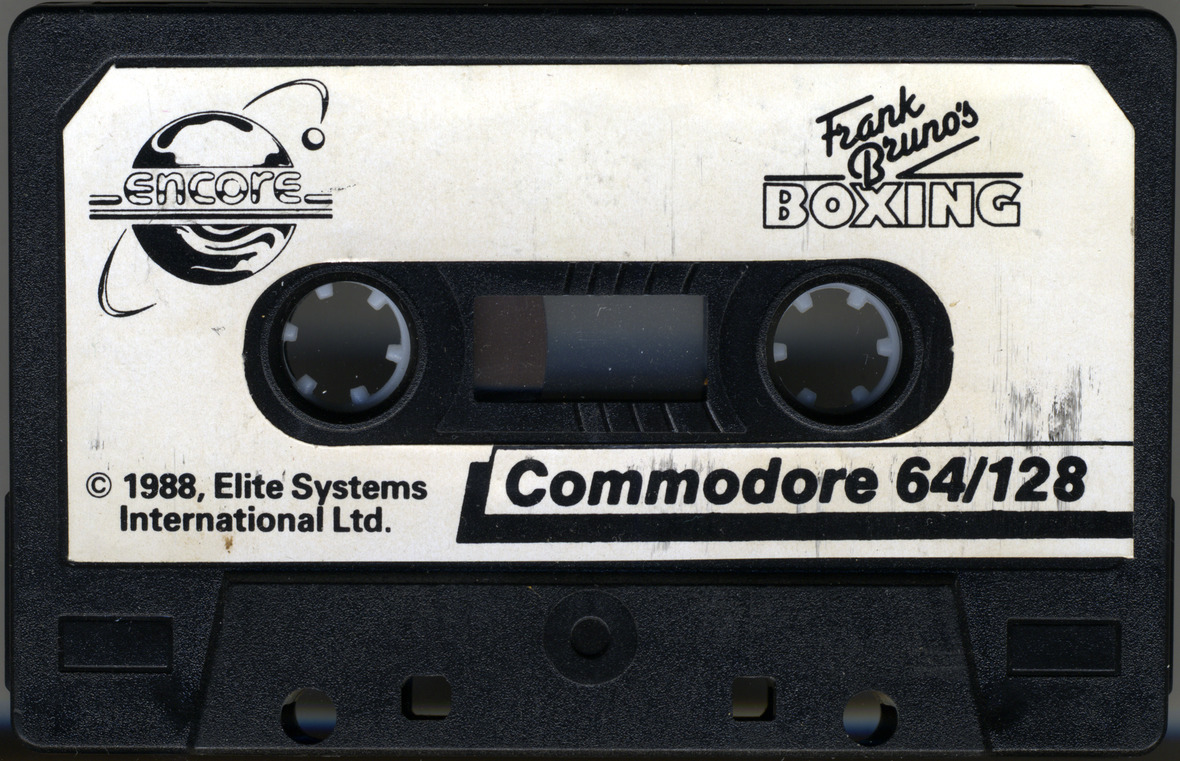 encore
Frank
Bruno's
BOXING
© 1988, Elite Systems
International Ltd.
Commodore 64/128